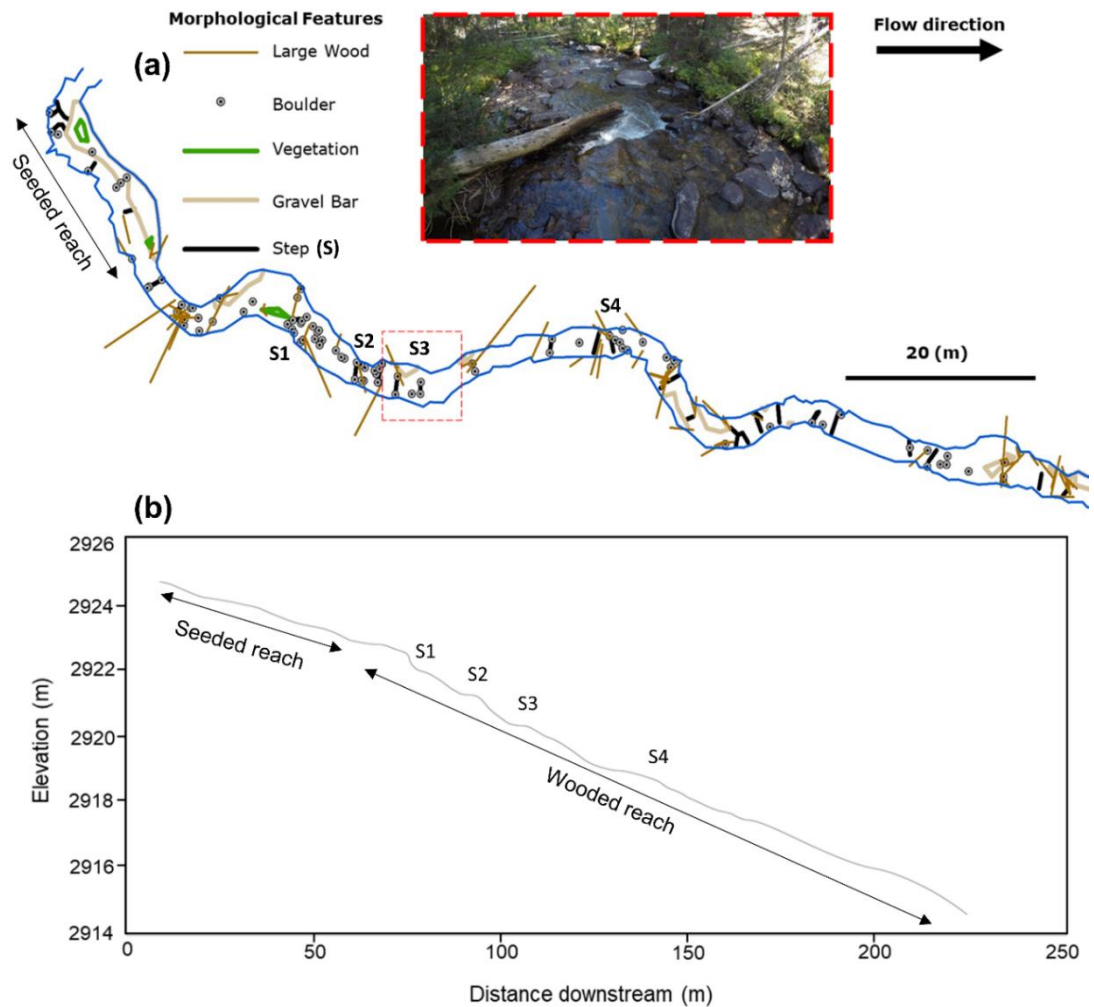 Morphological Features
(a)
Large Wood
Boulder
Vegetation
Gravel Bar
Step (S)
Flow direction
Seeded reach
S1
S2
S3
S4
20 (m)
(b)
Elevation (m)
2926
2924
2922
2920
2918
2916
2914
Seeded reach
S1
S2
S3
S4
Wooded reach
0
50
100
150
200
250
Distance downstream (m)